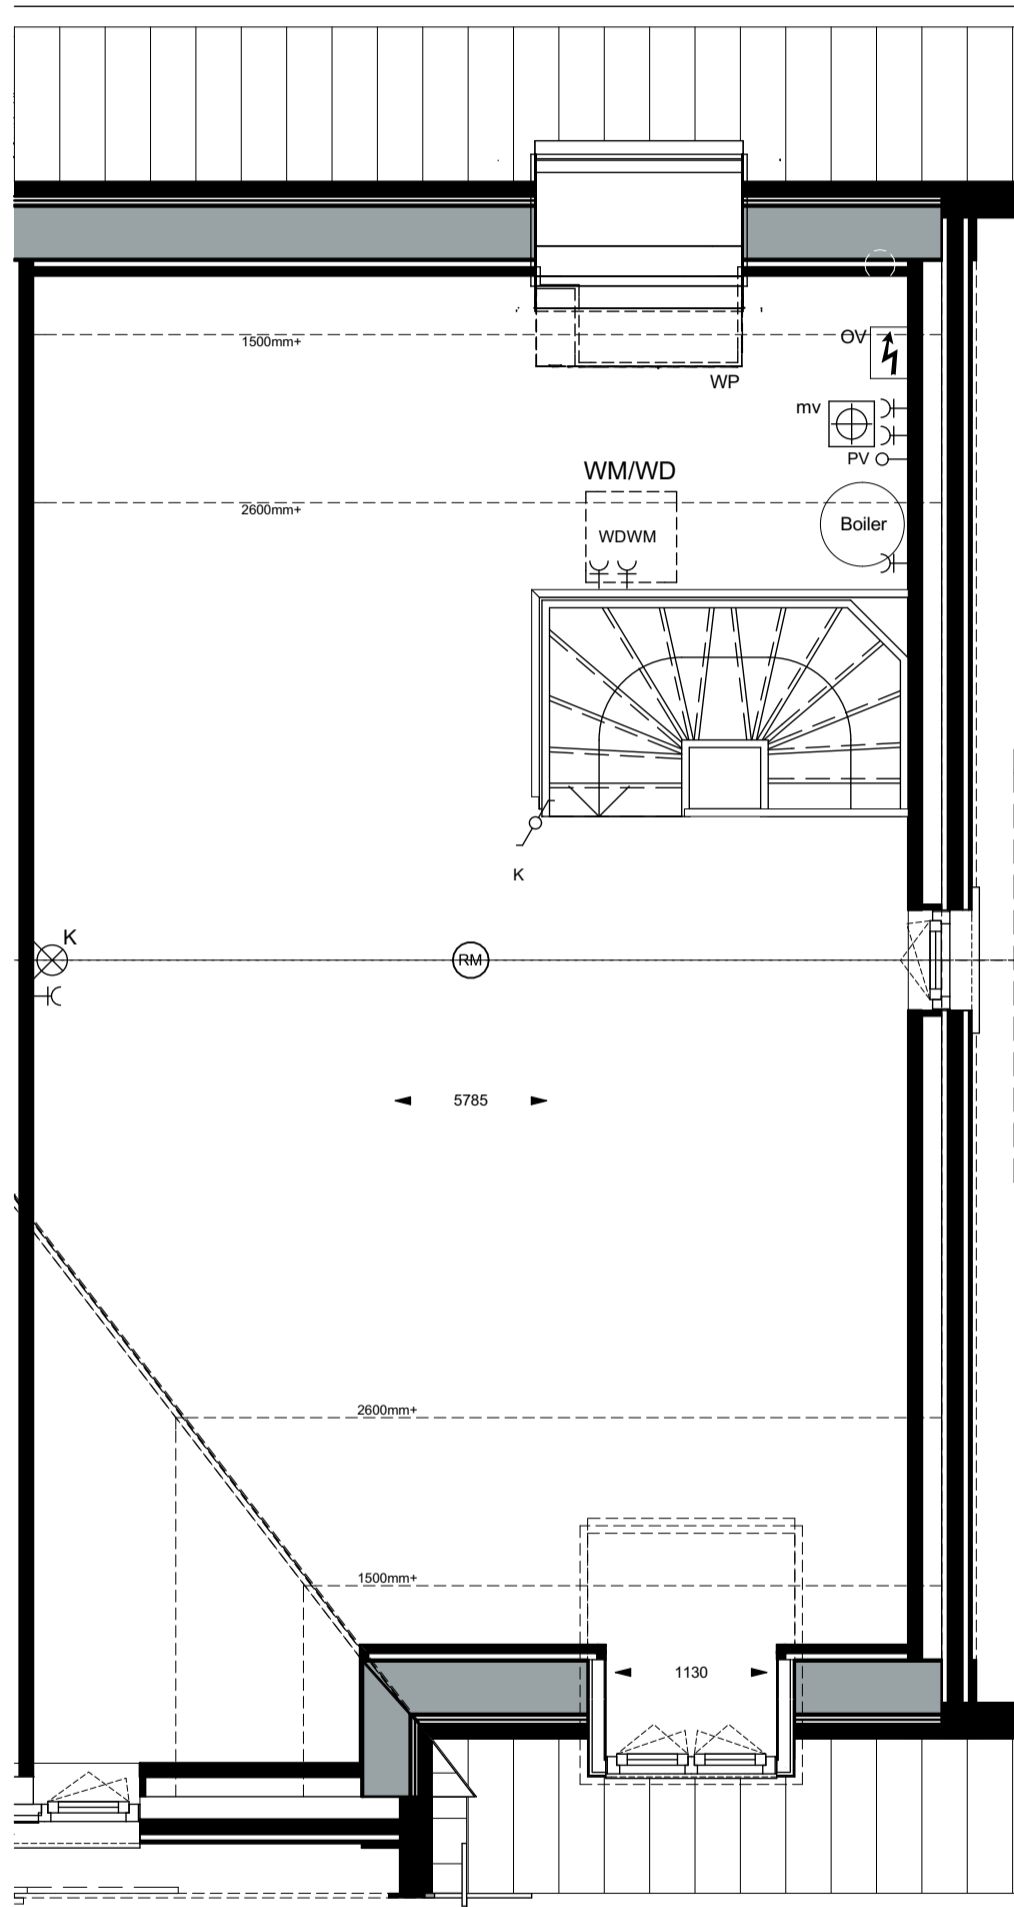 OV
1500mm+
WP
mv
PV
WM/WD
2600mm+
Boiler
WDWM
K
K
RM
5785
2600mm+
1500mm+
1130